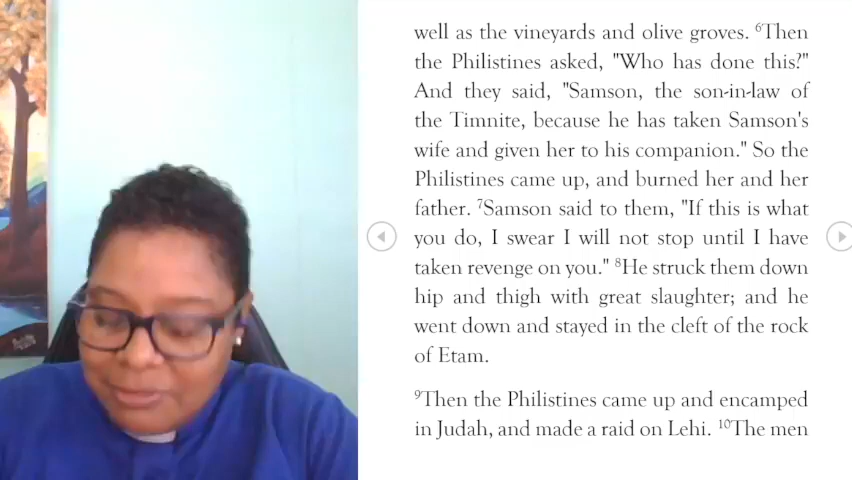 well as the vineyards and olive groves. ⁶Then
the Philistines asked, "Who has done this?"
And they said, "Samson, the son-in-law of
the Timnite, because he has taken Samson's
wife and given her to his companion." So the
Philistines came up, and burned her and her
father. ⁷Samson said to them, "If this is what
you do, I swear I will not stop until I have
taken revenge on you." ⁸He struck them down
hip and thigh with great slaughter; and he
went down and stayed in the cleft of the rock
of Etam.
⁹Then the Philistines came up and encamped
in Judah, and made a raid on Lehi. ¹⁰The men